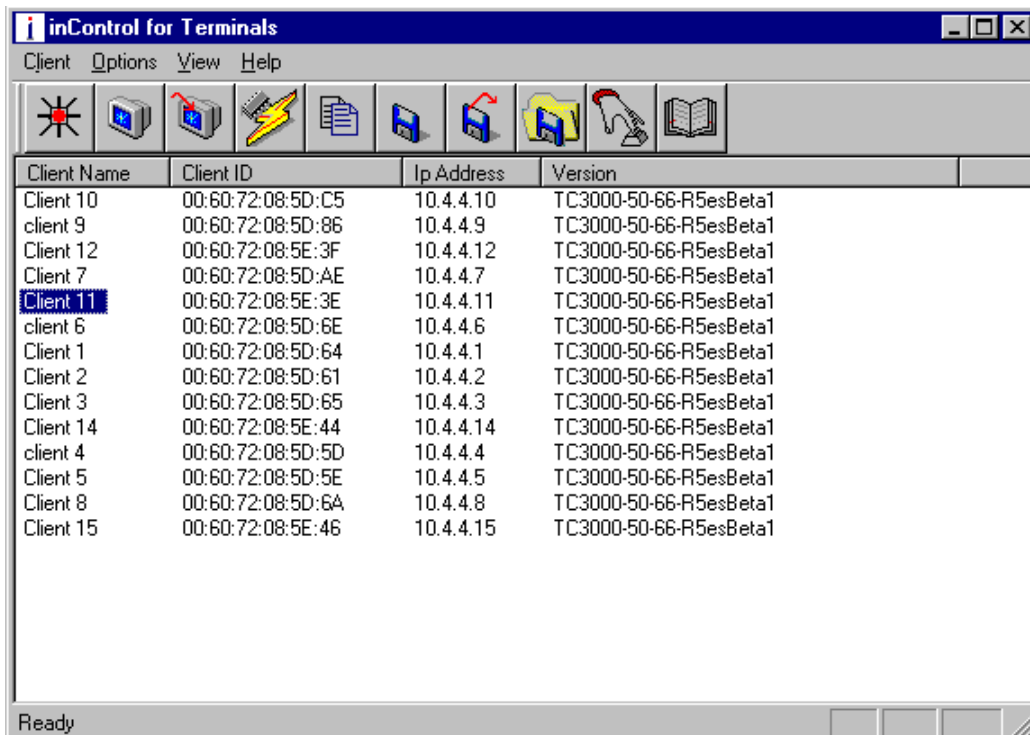 inControl for Terminals
Client Options View Help
Client Name Client ID Ip Address Version
Client 10 00:60:72:08:5D:C5 10.4.4.10 TC3000-50-66-R5esBeta1
client 9 00:60:72:08:5D:86 10.4.4.9 TC3000-50-66-R5esBeta1
Client 12 00:60:72:08:5E:3F 10.4.4.12 TC3000-50-66-R5esBeta1
Client 7 00:60:72:08:5D:AE 10.4.4.7 TC3000-50-66-R5esBeta1
Client 11 00:60:72:08:5E:3E 10.4.4.11 TC3000-50-66-R5esBeta1
client 6 00:60:72:08:5D:6E 10.4.4.6 TC3000-50-66-R5esBeta1
Client 1 00:60:72:08:5D:64 10.4.4.1 TC3000-50-66-R5esBeta1
Client 2 00:60:72:08:5D:61 10.4.4.2 TC3000-50-66-R5esBeta1
Client 3 00:60:72:08:5D:65 10.4.4.3 TC3000-50-66-R5esBeta1
Client 14 00:60:72:08:5E:44 10.4.4.14 TC3000-50-66-R5esBeta1
client 4 00:60:72:08:5D:5D 10.4.4.4 TC3000-50-66-R5esBeta1
Client 5 00:60:72:08:5D:5E 10.4.4.5 TC3000-50-66-R5esBeta1
Client 8 00:60:72:08:5D:6A 10.4.4.8 TC3000-50-66-R5esBeta1
Client 15 00:60:72:08:5E:46 10.4.4.15 TC3000-50-66-R5esBeta1
Ready